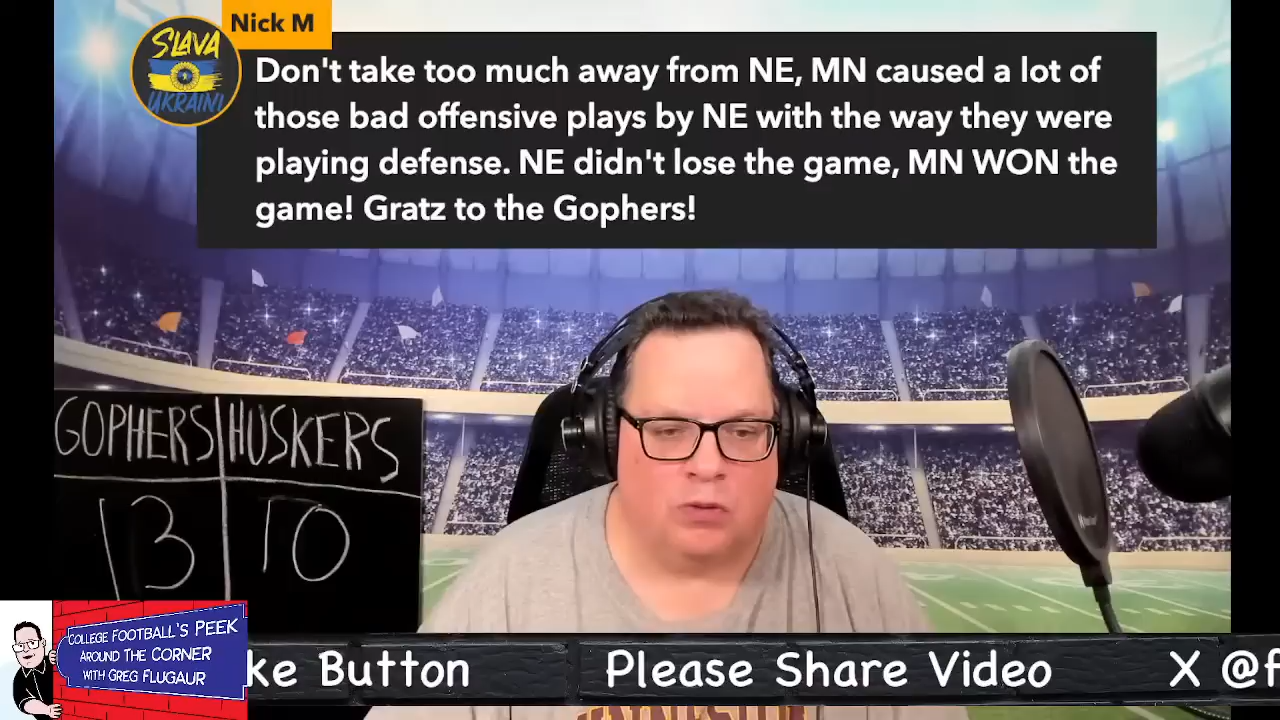 Nick M
SLAVA
UKRAINI
Don't take too much away from NE, MN caused a lot of
those bad offensive plays by NE with the way they were
playing defense. NE didn't lose the game, MN WON the
game! Gratz to the Gophers!
GOPHERS HUSKERS
13 10
COLLEGE FOOTBALL'S PEEK
AROUND THE CORNER
WITH GREG FLUGAUR
ke Button Please Share Video X @f